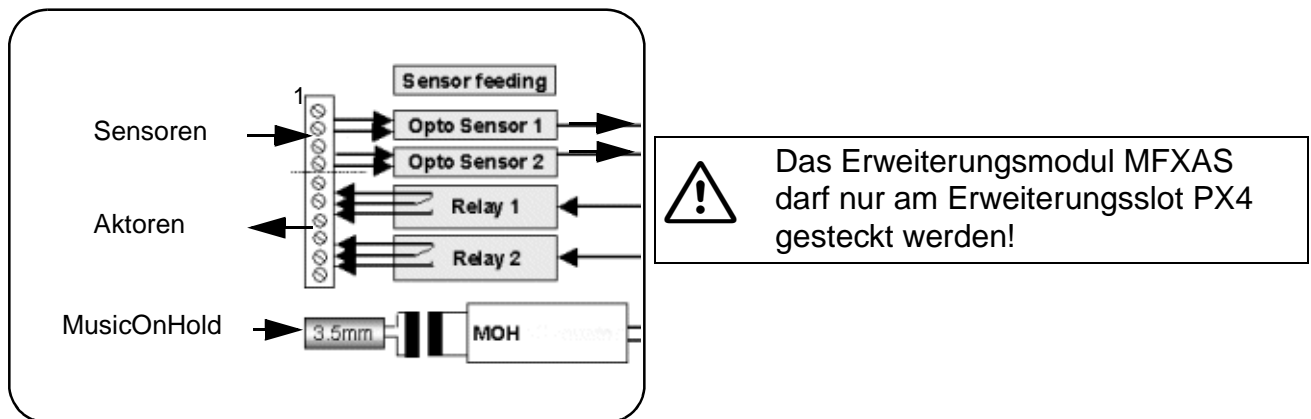 Sensor feeding
1
Sensoren
Opto Sensor 1
Opto Sensor 2
Relay 1
Aktoren
Relay 2
MusicOnHold
3.5mm
MOH
Das Erweiterungsmodul MFXAS
darf nur am Erweiterungsslot PX4
gesteckt werden!